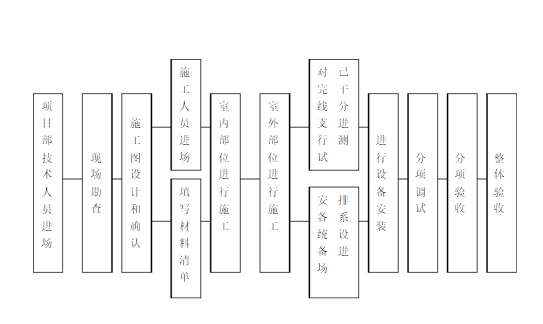 项目部技术人员进场
现场勘查
施工图设计和确认
施工人员进场
填写材料清单
室内部位进行施工
室外部位进行施工
对已完干线分支进行测试
安排各系统设备进场
进行设备安装
分项调试
分项验收
整体验收